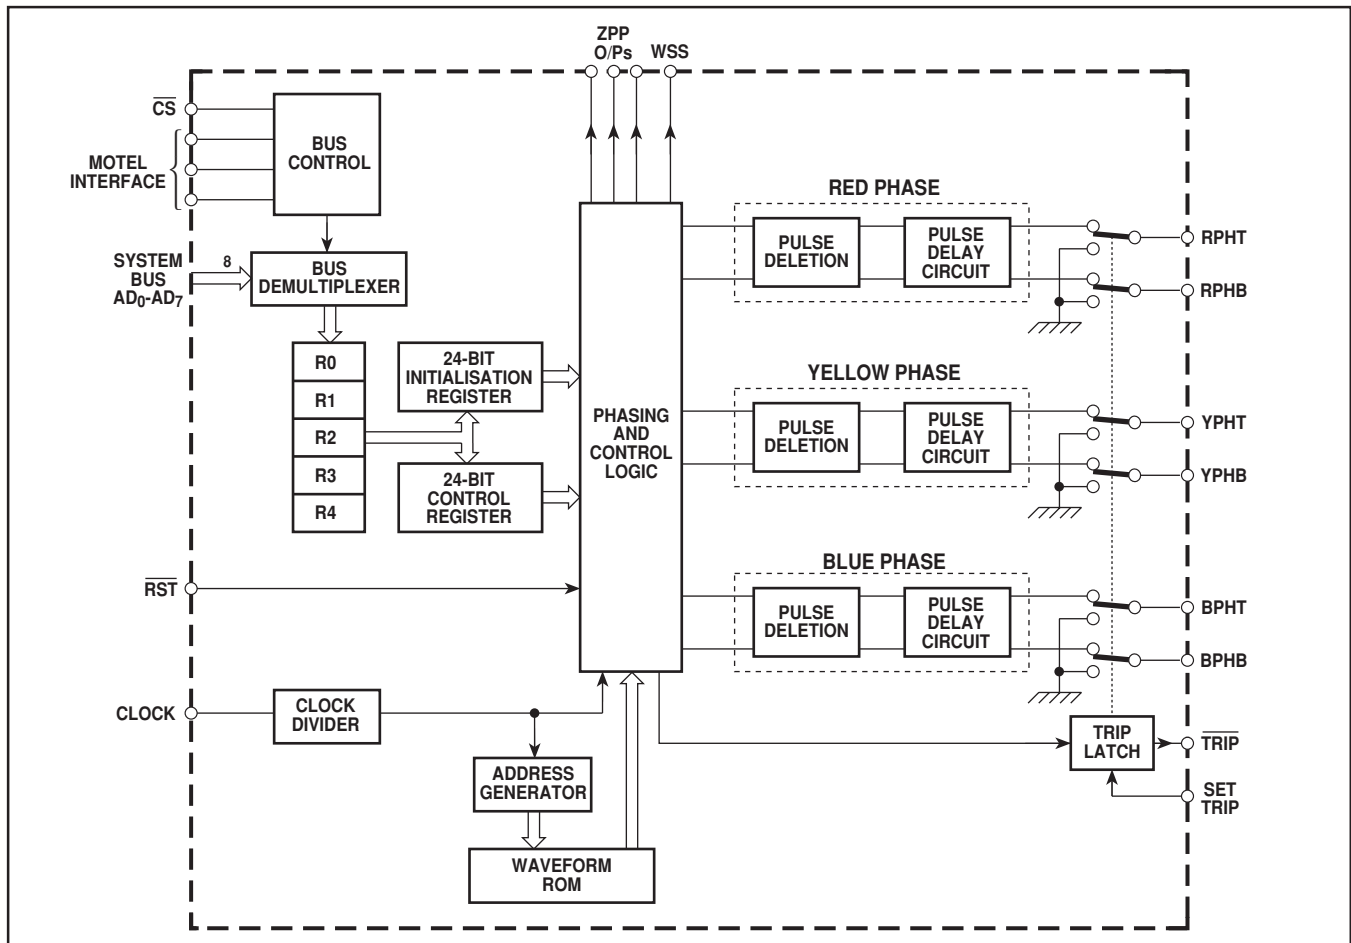 ZPP
O/Ps
WSS
C̅S̅
MOTEL
INTERFACE
BUS
CONTROL
SYSTEM
BUS
AD₀-AD₇
8
BUS
DEMULTIPLEXER
R0
R1
R2
R3
R4
24-BIT
INITIALISATION
REGISTER
24-BIT
CONTROL
REGISTER
R̅S̅T̅
CLOCK
CLOCK
DIVIDER
ADDRESS
GENERATOR
WAVEFORM
ROM
PHASING
AND
CONTROL
LOGIC
RED PHASE
PULSE
DELETION
PULSE
DELAY
CIRCUIT
RPHT
RPHB
YELLOW PHASE
PULSE
DELETION
PULSE
DELAY
CIRCUIT
YPHT
YPHB
BLUE PHASE
PULSE
DELETION
PULSE
DELAY
CIRCUIT
BPHT
BPHB
TRIP
LATCH
T̅R̅I̅P̅
SET
TRIP